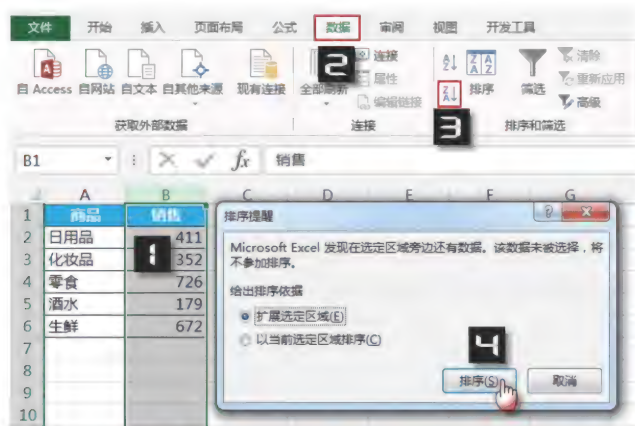 文件 开始 插入 页面布局 公式 数据 审阅 视图 开发工具
自 Access 自网站 自文本 自其他来源 现有连接 全部刷新 连接 属性 编辑链接 排序 筛选 清除 重新应用 高级
获取外部数据 连接 排序和筛选
2
3
B1 fx 销售
A B C D E F G
1 商品 销售
2 日用品 411
3 化妆品 352
4 零食 726
5 酒水 179
6 生鲜 672
7
8
9
10
1
排序提醒
Microsoft Excel 发现在选定区域旁边还有数据。该数据未被选择，将
不参加排序。
给出排序依据
扩展选定区域(E)
以当前选定区域排序(C)
4
排序(S) 取消